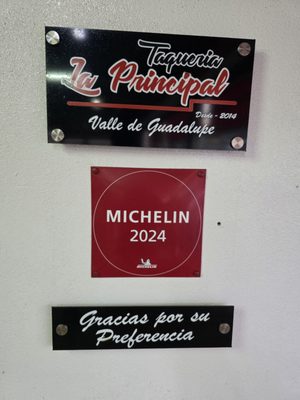 Taqueria
La Principal
Desde - 2014
Valle de Guadalupe
MICHELIN
2024
MICHELIN
Gracias por su
Preferencia